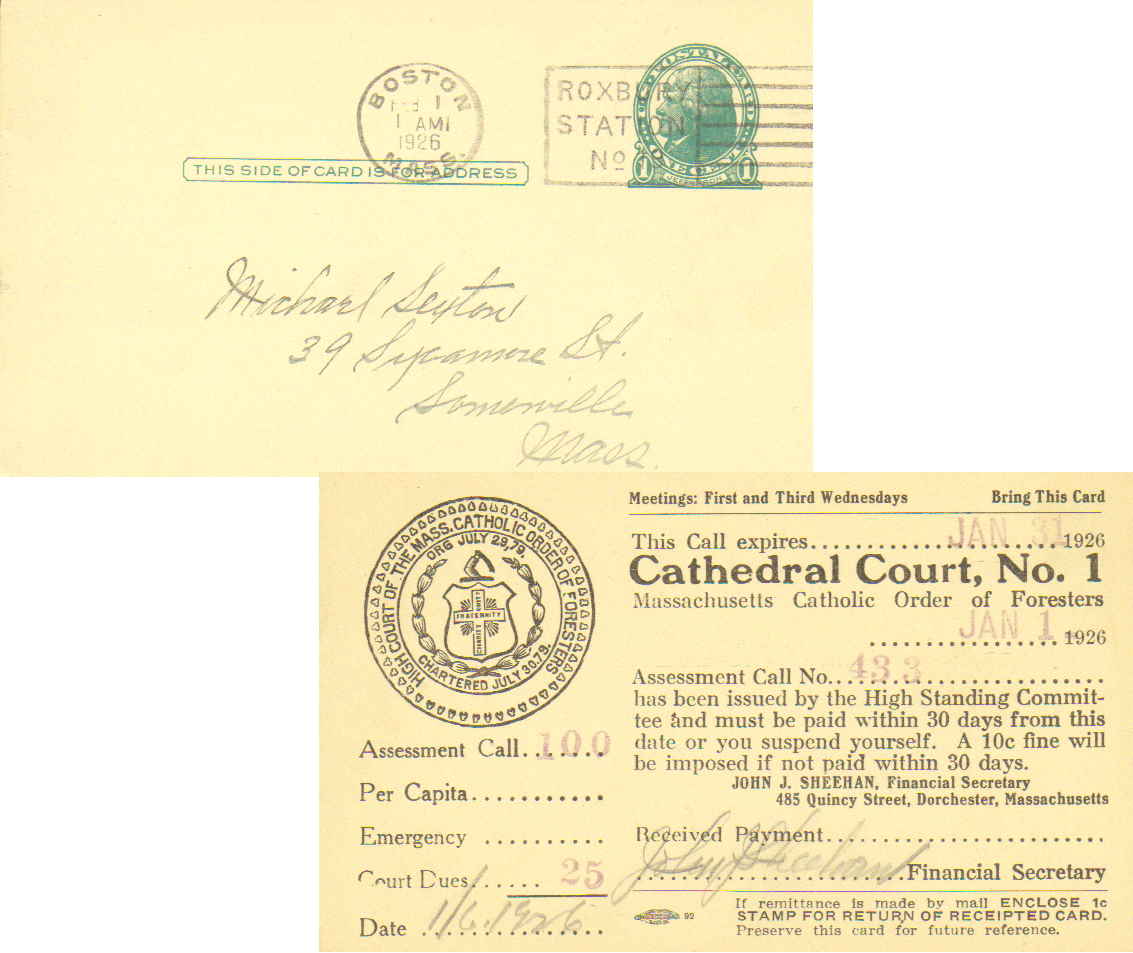 BOSTON
FEB 1
1 AM
1926
MASS.
ROXBURY
STATION
No
U.S. POSTAL CARD
1 ONE CENT 1
JEFFERSON
THIS SIDE OF CARD IS FOR ADDRESS
Michael Sexton
39 Sycamore St.
Somerville
Mass.
HIGH COURT OF THE MASS. CATHOLIC ORDER OF FORESTERS
ORG JULY 29,79.
UNITY
FRATERNITY
CHARITY
CHARTERED JULY 30.79.
Assessment Call........ 100
Per Capita...........
Emergency ..........
Court Dues...... 25
Date 1/6/1926
Meetings: First and Third Wednesdays Bring This Card
This Call expires JAN 31 1926
Cathedral Court, No. 1
Massachusetts Catholic Order of Foresters
JAN 1 1926
Assessment Call No. 433
has been issued by the High Standing Commit-
tee and must be paid within 30 days from this
date or you suspend yourself. A 10c fine will
be imposed if not paid within 30 days.
JOHN J. SHEEHAN, Financial Secretary
485 Quincy Street, Dorchester, Massachusetts
Received Payment
John J Sheehan Financial Secretary
92
If remittance is made by mail ENCLOSE 1c
STAMP FOR RETURN OF RECEIPTED CARD.
Preserve this card for future reference.